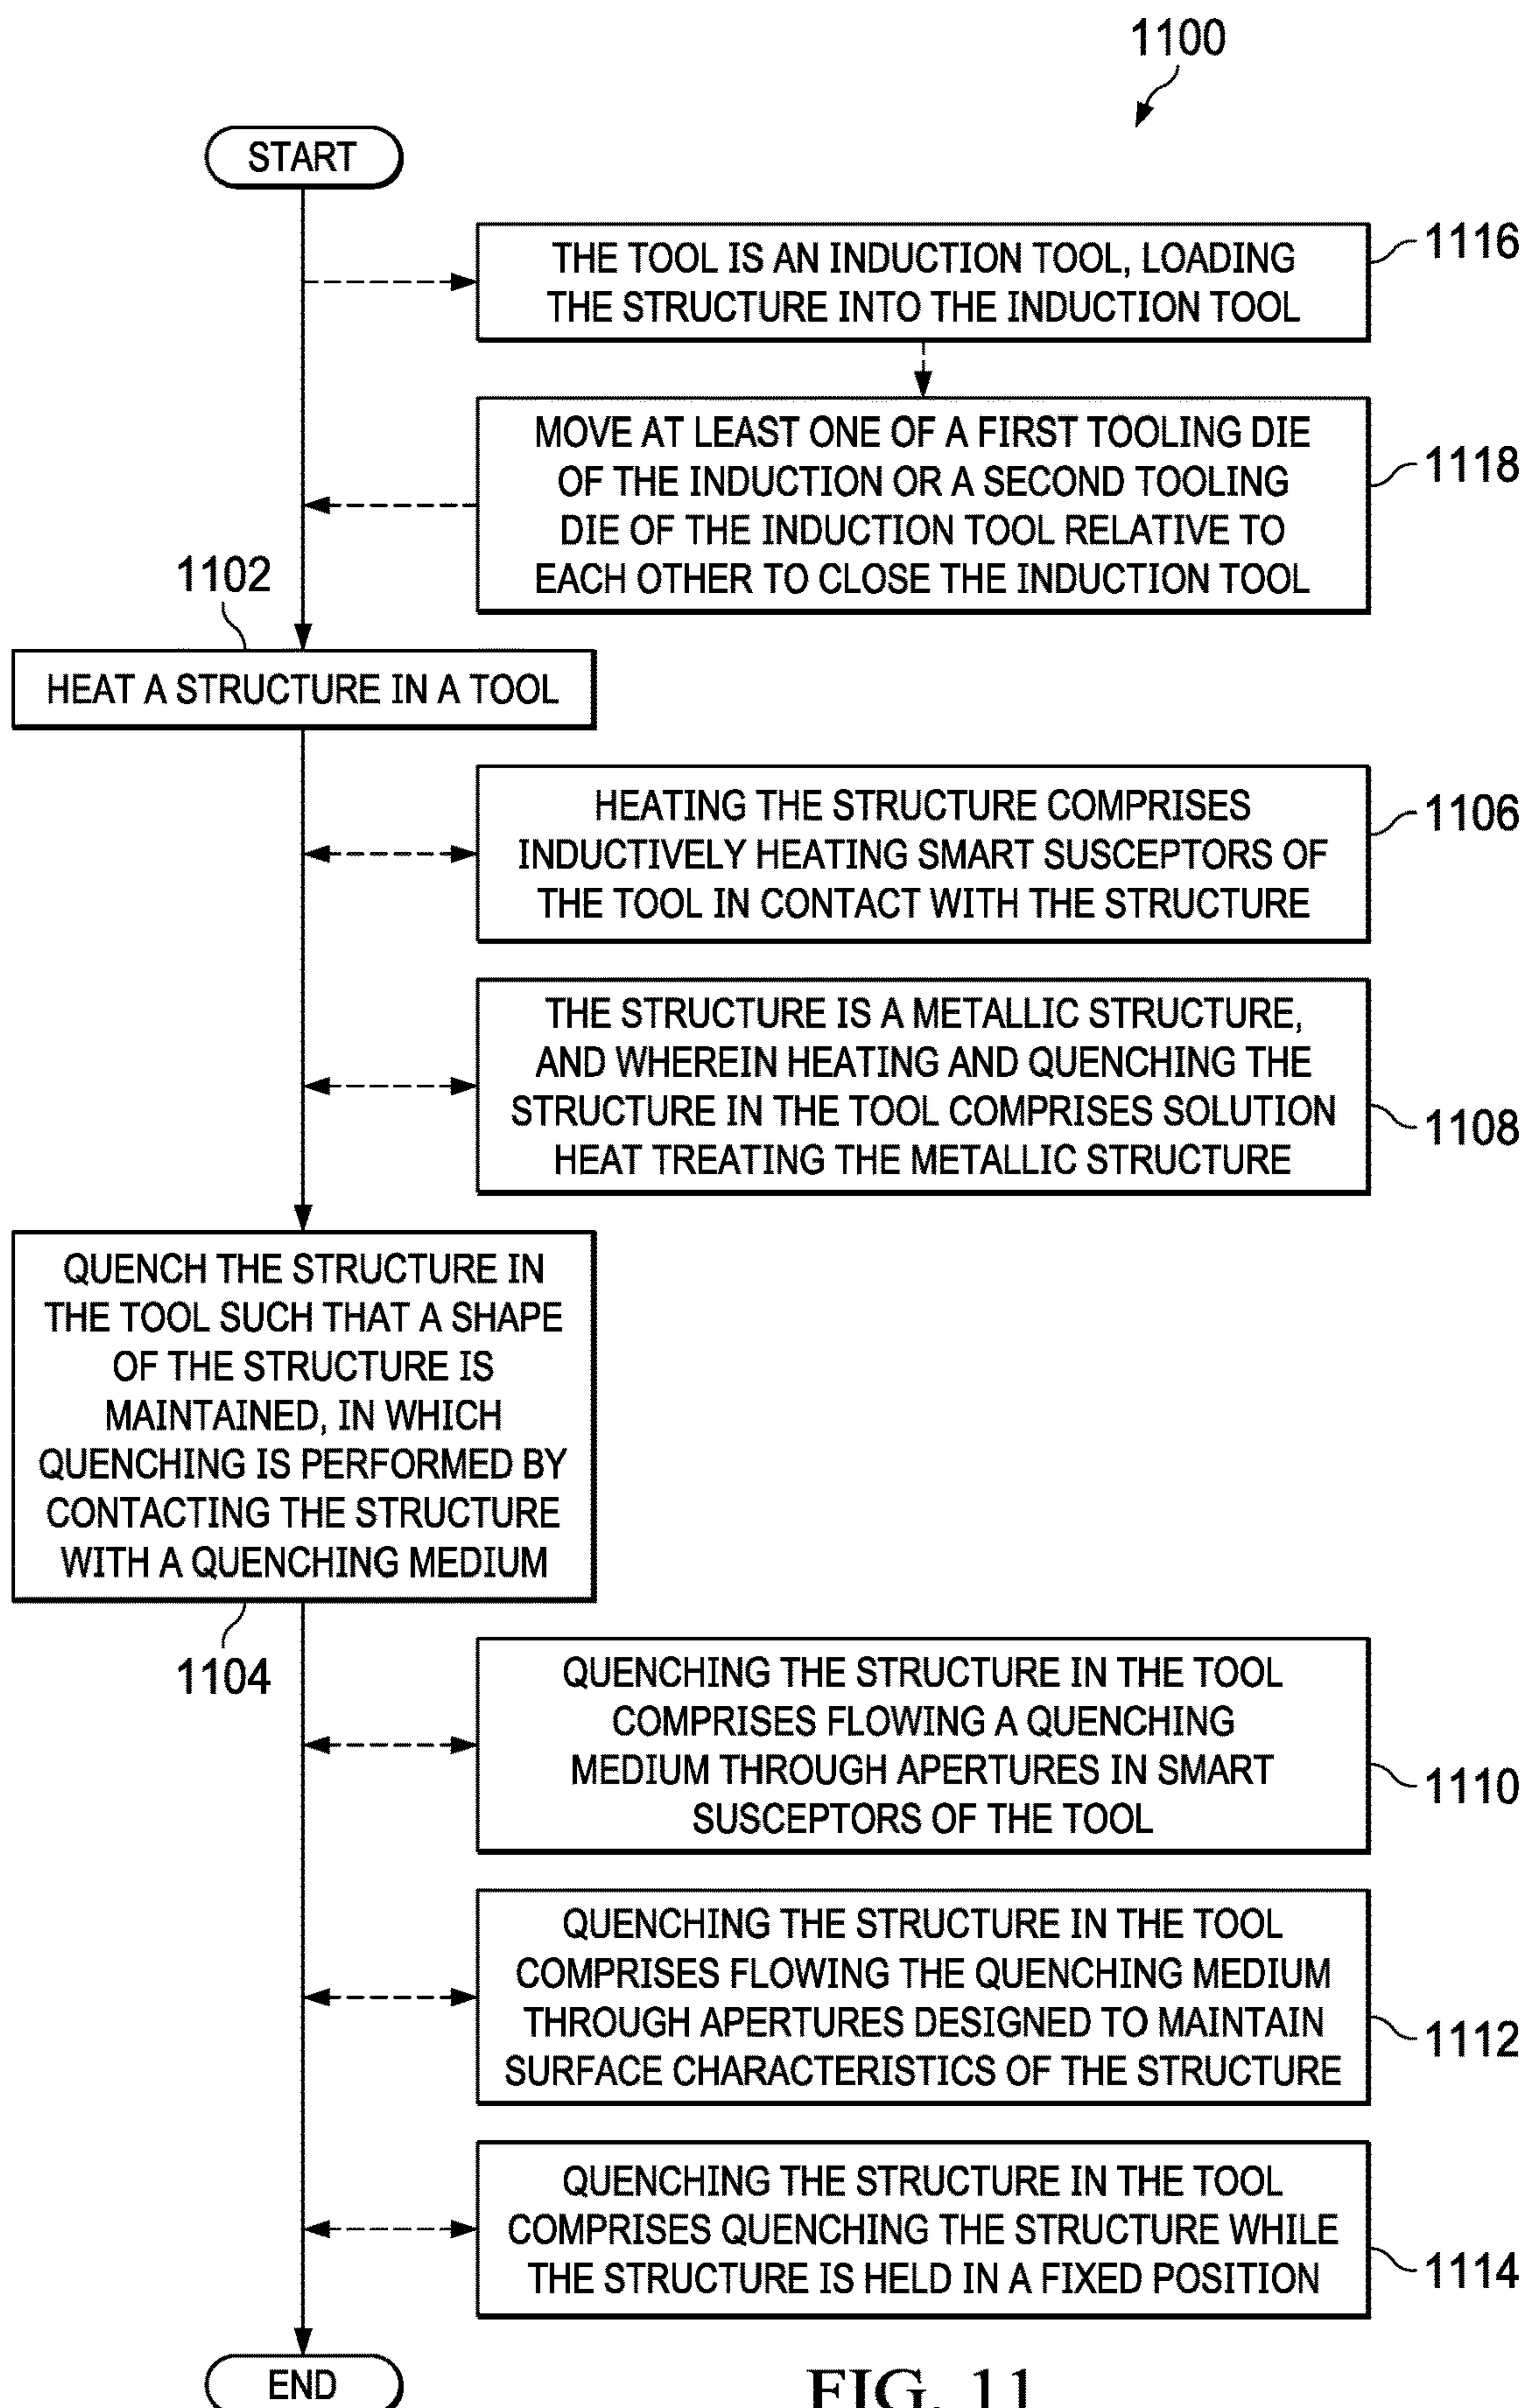 1100
START
THE TOOL IS AN INDUCTION TOOL, LOADING
THE STRUCTURE INTO THE INDUCTION TOOL
1116
MOVE AT LEAST ONE OF A FIRST TOOLING DIE
OF THE INDUCTION OR A SECOND TOOLING
DIE OF THE INDUCTION TOOL RELATIVE TO
EACH OTHER TO CLOSE THE INDUCTION TOOL
1118
1102
HEAT A STRUCTURE IN A TOOL
HEATING THE STRUCTURE COMPRISES
INDUCTIVELY HEATING SMART SUSCEPTORS OF
THE TOOL IN CONTACT WITH THE STRUCTURE
1106
THE STRUCTURE IS A METALLIC STRUCTURE,
AND WHEREIN HEATING AND QUENCHING THE
STRUCTURE IN THE TOOL COMPRISES SOLUTION
HEAT TREATING THE METALLIC STRUCTURE
1108
QUENCH THE STRUCTURE IN
THE TOOL SUCH THAT A SHAPE
OF THE STRUCTURE IS
MAINTAINED, IN WHICH
QUENCHING IS PERFORMED BY
CONTACTING THE STRUCTURE
WITH A QUENCHING MEDIUM
1104
QUENCHING THE STRUCTURE IN THE TOOL
COMPRISES FLOWING A QUENCHING
MEDIUM THROUGH APERTURES IN SMART
SUSCEPTORS OF THE TOOL
1110
QUENCHING THE STRUCTURE IN THE TOOL
COMPRISES FLOWING THE QUENCHING MEDIUM
THROUGH APERTURES DESIGNED TO MAINTAIN
SURFACE CHARACTERISTICS OF THE STRUCTURE
1112
QUENCHING THE STRUCTURE IN THE TOOL
COMPRISES QUENCHING THE STRUCTURE WHILE
THE STRUCTURE IS HELD IN A FIXED POSITION
1114
END
FIG. 11